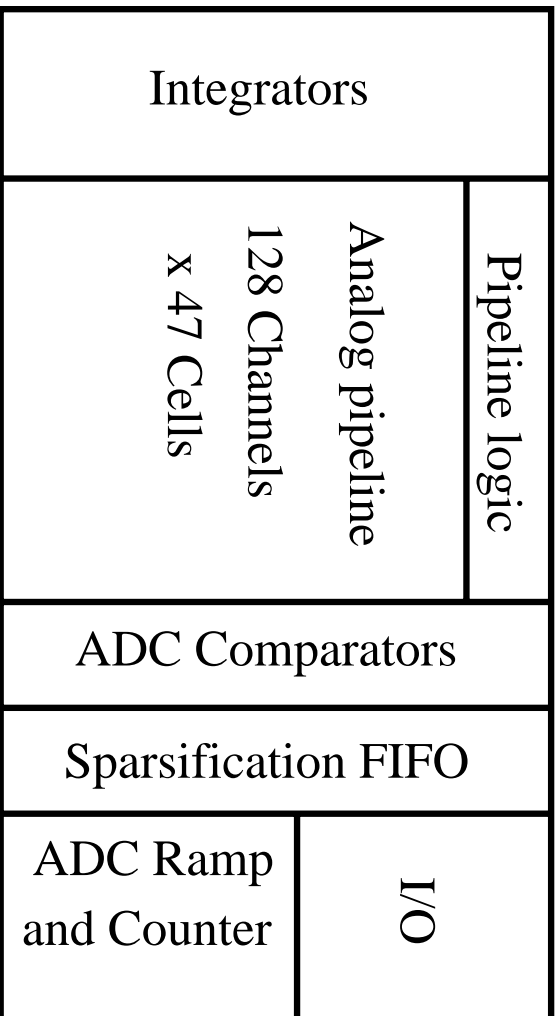 Integrators
Analog pipeline
128 Channels
x 47 Cells
Pipeline logic
ADC Comparators
Sparsification FIFO
ADC Ramp
and Counter
I/O